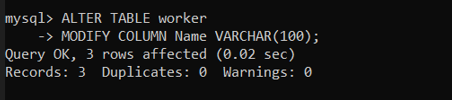 mysql> ALTER TABLE worker
    -> MODIFY COLUMN Name VARCHAR(100);
Query OK, 3 rows affected (0.02 sec)
Records: 3  Duplicates: 0  Warnings: 0